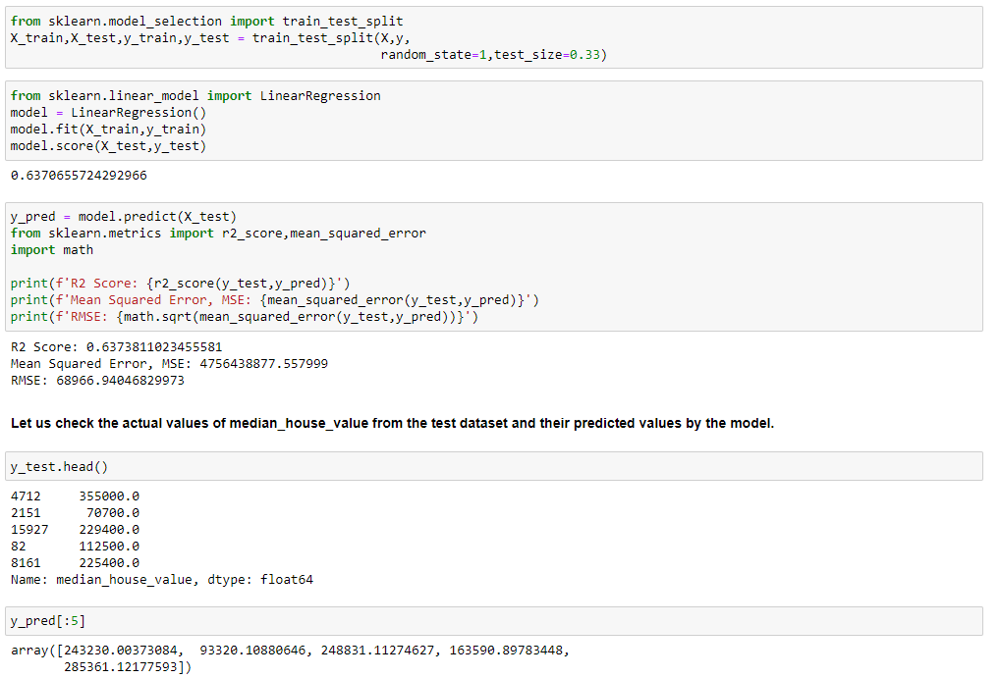 from sklearn.model_selection import train_test_split
X_train,X_test,y_train,y_test = train_test_split(X,y,
                                                 random_state=1,test_size=0.33)
from sklearn.linear_model import LinearRegression
model = LinearRegression()
model.fit(X_train,y_train)
model.score(X_test,y_test)
0.6370655724292966
y_pred = model.predict(X_test)
from sklearn.metrics import r2_score,mean_squared_error
import math
print(f'R2 Score: {r2_score(y_test,y_pred)}')
print(f'Mean Squared Error, MSE: {mean_squared_error(y_test,y_pred)}')
print(f'RMSE: {math.sqrt(mean_squared_error(y_test,y_pred))}')
R2 Score: 0.6373811023455581
Mean Squared Error, MSE: 4756438877.557999
RMSE: 68966.94046829973
Let us check the actual values of median_house_value from the test dataset and their predicted values by the model.
y_test.head()
4712     355000.0
2151      70700.0
15927    229400.0
82       112500.0
8161     225400.0
Name: median_house_value, dtype: float64
y_pred[:5]
array([243230.00373084,  93320.10880646, 248831.11274627, 163590.89783448,
       285361.12177593])